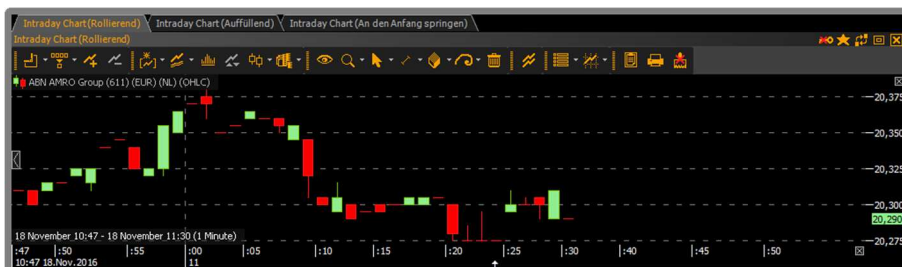 Intraday Chart (Rollierend) Intraday Chart (Auffüllend) Intraday Chart (An den Anfang springen)
Intraday Chart (Rollierend)
ABN AMRO Group (611) (EUR) (NL) (OHLC)
20,375
20,350
20,325
20,300
20,290
20,275
18 November 10:47 - 18 November 11:30 (1 Minute)
:47 :50 :55 :00 :05 :10 :15 :20 :25 :30 :40 :45 :50
10:47 18.Nov.2016 11